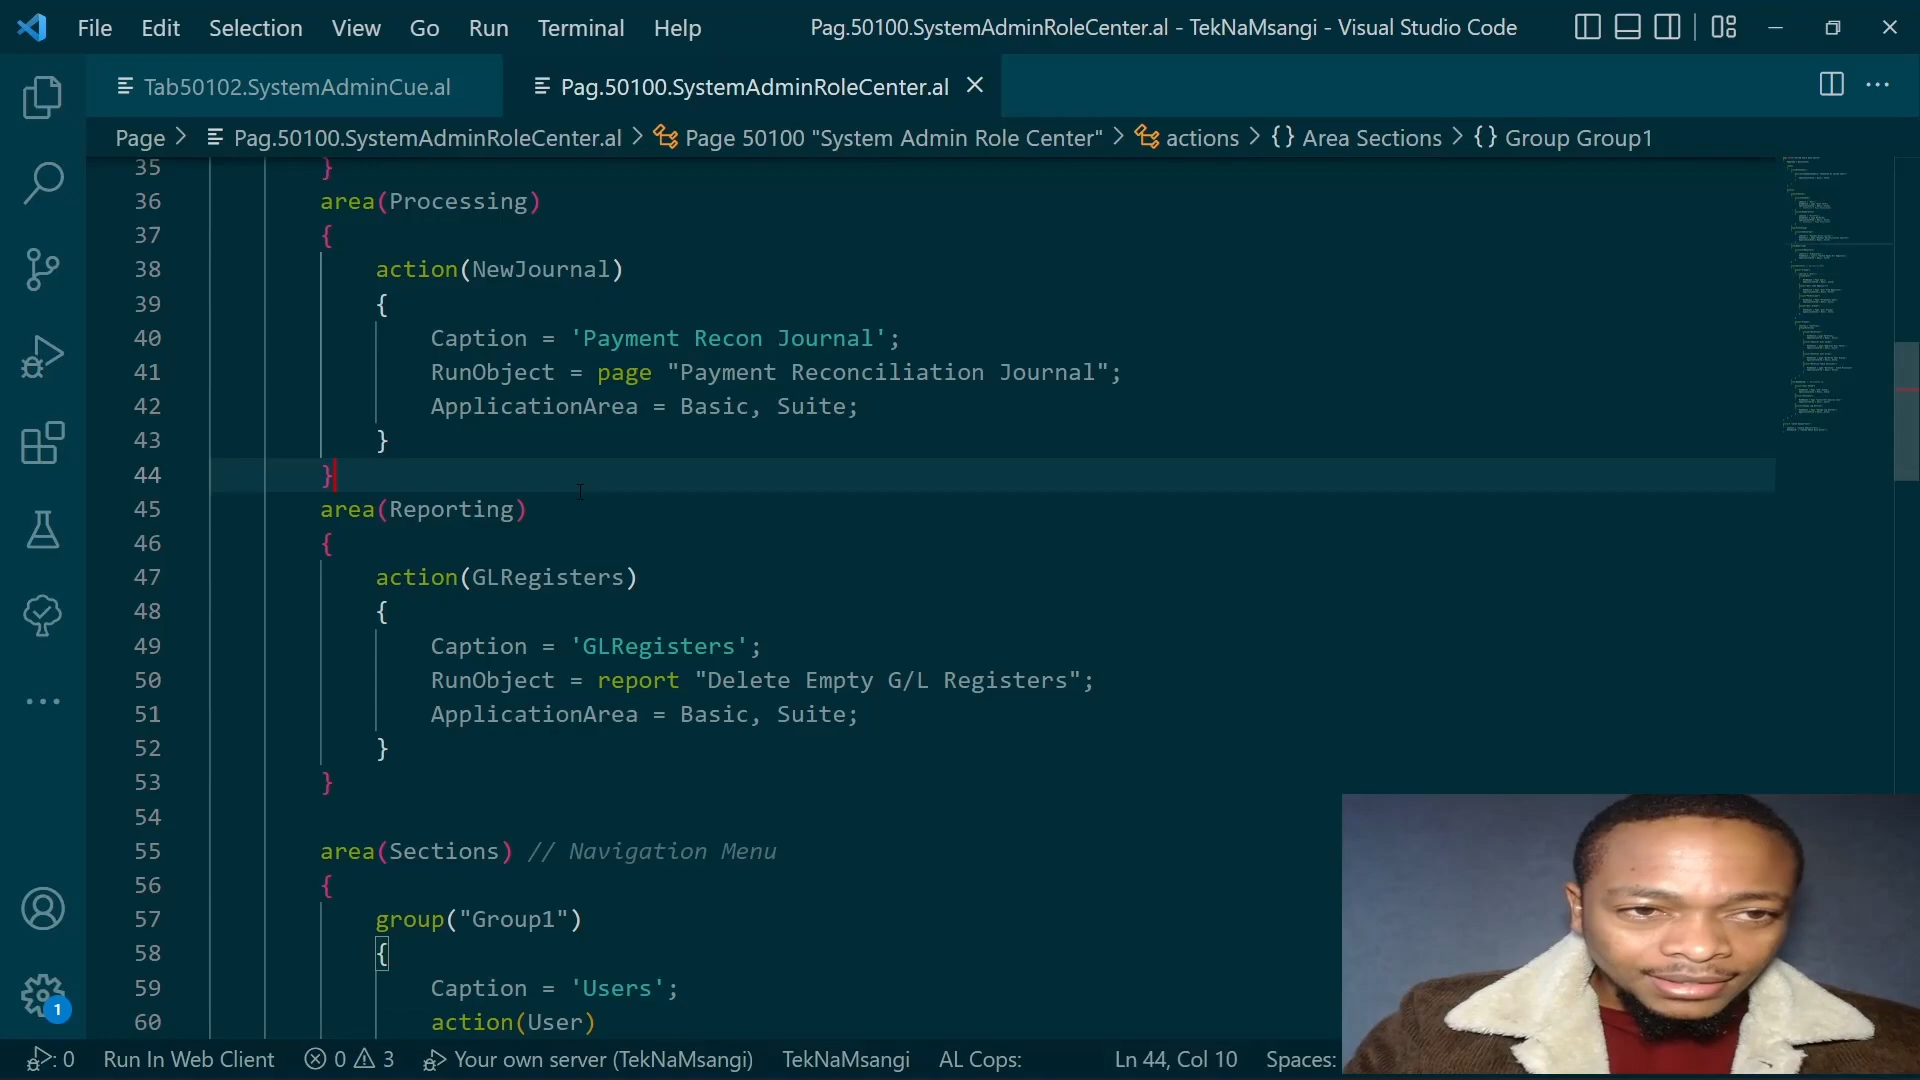 File Edit Selection View Go Run Terminal Help Pag.50100.SystemAdminRoleCenter.al - TekNaMsangi - Visual Studio Code
Tab50102.SystemAdminCue.al Pag.50100.SystemAdminRoleCenter.al
Page > Pag.50100.SystemAdminRoleCenter.al > Page 50100 "System Admin Role Center" > actions > {} Area Sections > {} Group Group1
35 }
36 area(Processing)
37 {
38 action(NewJournal)
39 {
40 Caption = 'Payment Recon Journal';
41 RunObject = page "Payment Reconciliation Journal";
42 ApplicationArea = Basic, Suite;
43 }
44 }
45 area(Reporting)
46 {
47 action(GLRegisters)
48 {
49 Caption = 'GLRegisters';
50 RunObject = report "Delete Empty G/L Registers";
51 ApplicationArea = Basic, Suite;
52 }
53 }
54
55 area(Sections) // Navigation Menu
56 {
57 group("Group1")
58 {
59 Caption = 'Users';
60 action(User)
1
0 Run In Web Client 0 3 Your own server (TekNaMsangi) TekNaMsangi AL Cops: Ln 44, Col 10 Spaces: